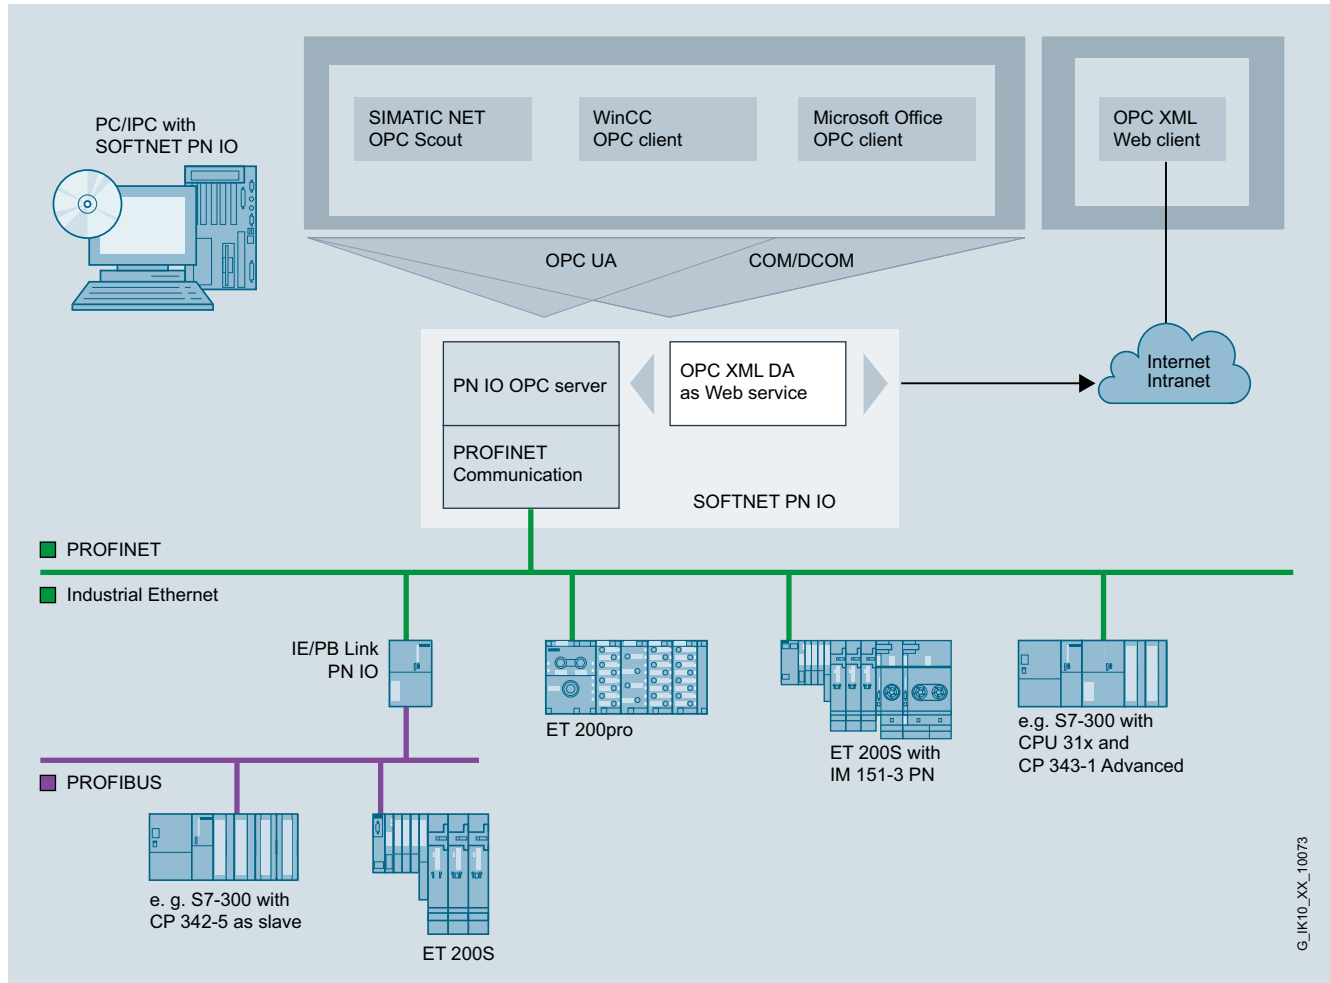 PC/IPC with
SOFTNET PN IO
SIMATIC NET
OPC Scout
WinCC
OPC client
Microsoft Office
OPC client
OPC XML
Web client
OPC UA
COM/DCOM
PN IO OPC server
OPC XML DA
as Web service
Internet
Intranet
PROFINET
Communication
SOFTNET PN IO
PROFINET
Industrial Ethernet
IE/PB Link
PN IO
ET 200pro
ET 200S with
IM 151-3 PN
e.g. S7-300 with
CPU 31x and
CP 343-1 Advanced
PROFIBUS
e. g. S7-300 with
CP 342-5 as slave
ET 200S
G_IK10_XX_10073